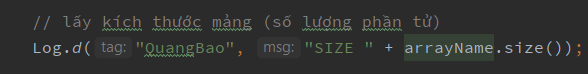 // lấy kích thước mảng (số lượng phần tử)
Log.d( tag: "QuangBao", msg: "SIZE " + arrayName.size());